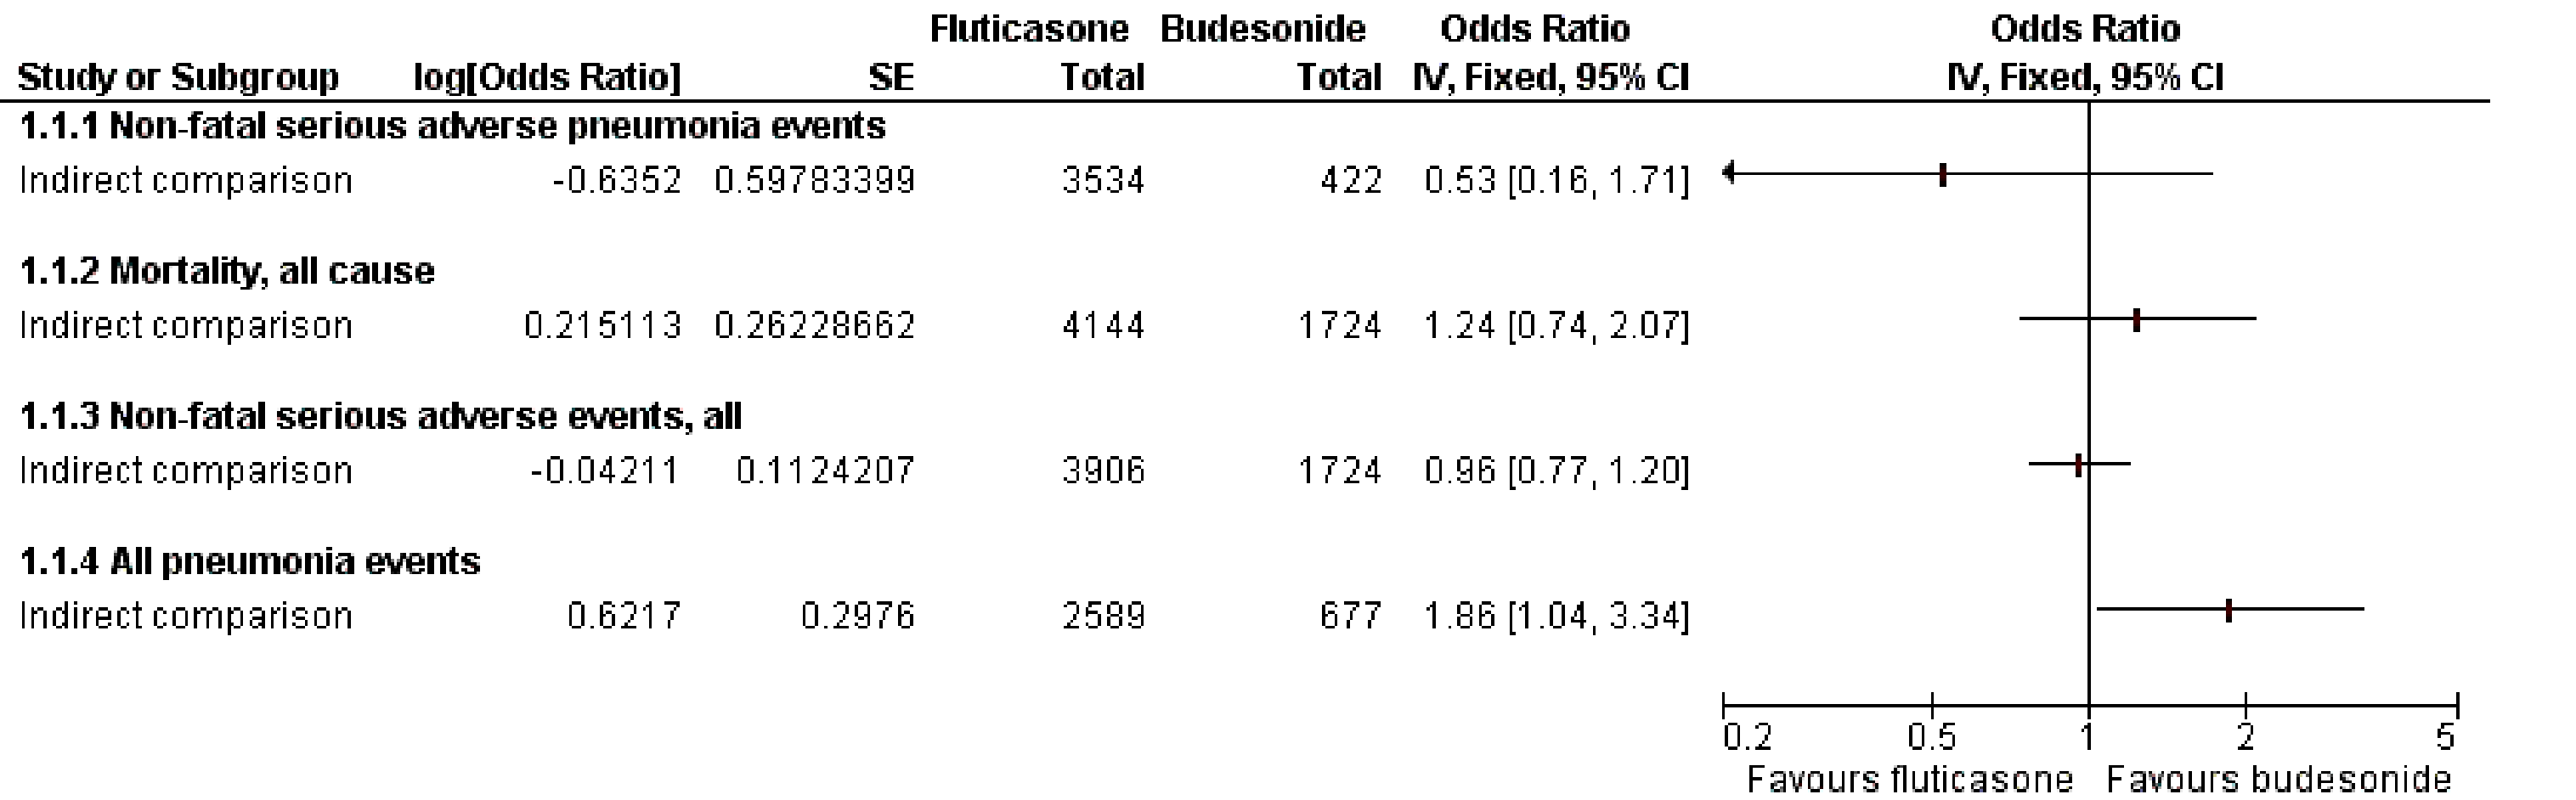 Fluticasone Budesonide Odds Ratio Odds Ratio
Study or Subgroup log[Odds Ratio] SE Total Total IV, Fixed, 95% CI IV, Fixed, 95% CI
1.1.1 Non-fatal serious adverse pneumonia events
Indirect comparison -0.6352 0.59783399 3534 422 0.53 [0.16, 1.71]
1.1.2 Mortality, all cause
Indirect comparison 0.215113 0.26228662 4144 1724 1.24 [0.74, 2.07]
1.1.3 Non-fatal serious adverse events, all
Indirect comparison -0.04211 0.1124207 3906 1724 0.96 [0.77, 1.20]
1.1.4 All pneumonia events
Indirect comparison 0.6217 0.2976 2589 677 1.86 [1.04, 3.34]
0.2 0.5 1 2 5
Favours fluticasone Favours budesonide